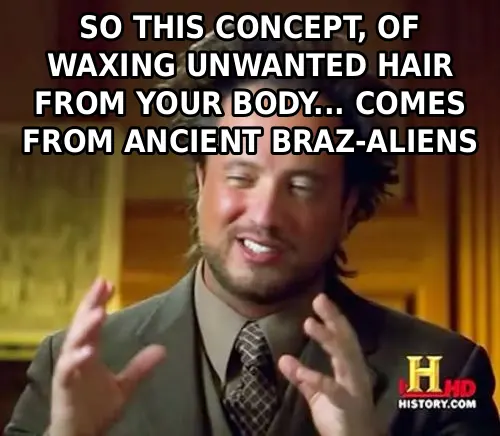 SO THIS CONCEPT, OF
WAXING UNWANTED HAIR
FROM YOUR BODY... COMES
FROM ANCIENT BRAZ-ALIENS
H HD
HISTORY.COM